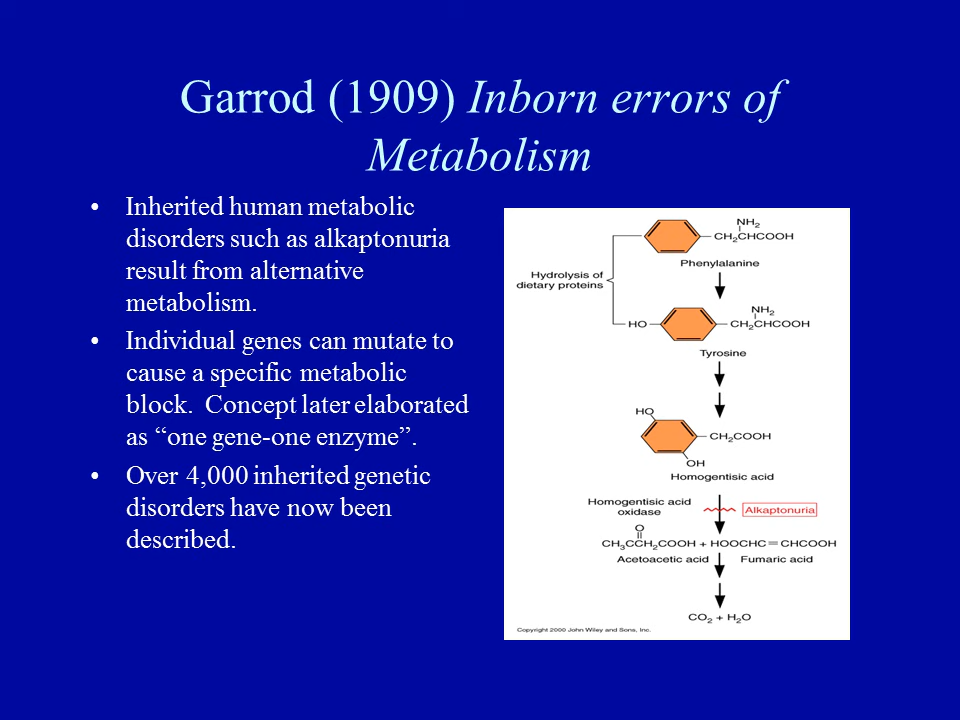 Garrod (1909) Inborn errors of
Metabolism
• Inherited human metabolic
disorders such as alkaptonuria
result from alternative
metabolism.
• Individual genes can mutate to
cause a specific metabolic
block.  Concept later elaborated
as “one gene-one enzyme”.
• Over 4,000 inherited genetic
disorders have now been
described.
NH2
CH2CHCOOH
Phenylalanine
Hydrolysis of
dietary proteins
NH2
HO
CH2CHCOOH
Tyrosine
HO
CH2COOH
OH
Homogentisic acid
Homogentisic acid
oxidase
Alkaptonuria
O
CH3CCH2COOH + HOOCHC=CHCOOH
Acetoacetic acid Fumaric acid
CO2 + H2O
Copyright 2000 John Wiley and Sons, Inc.